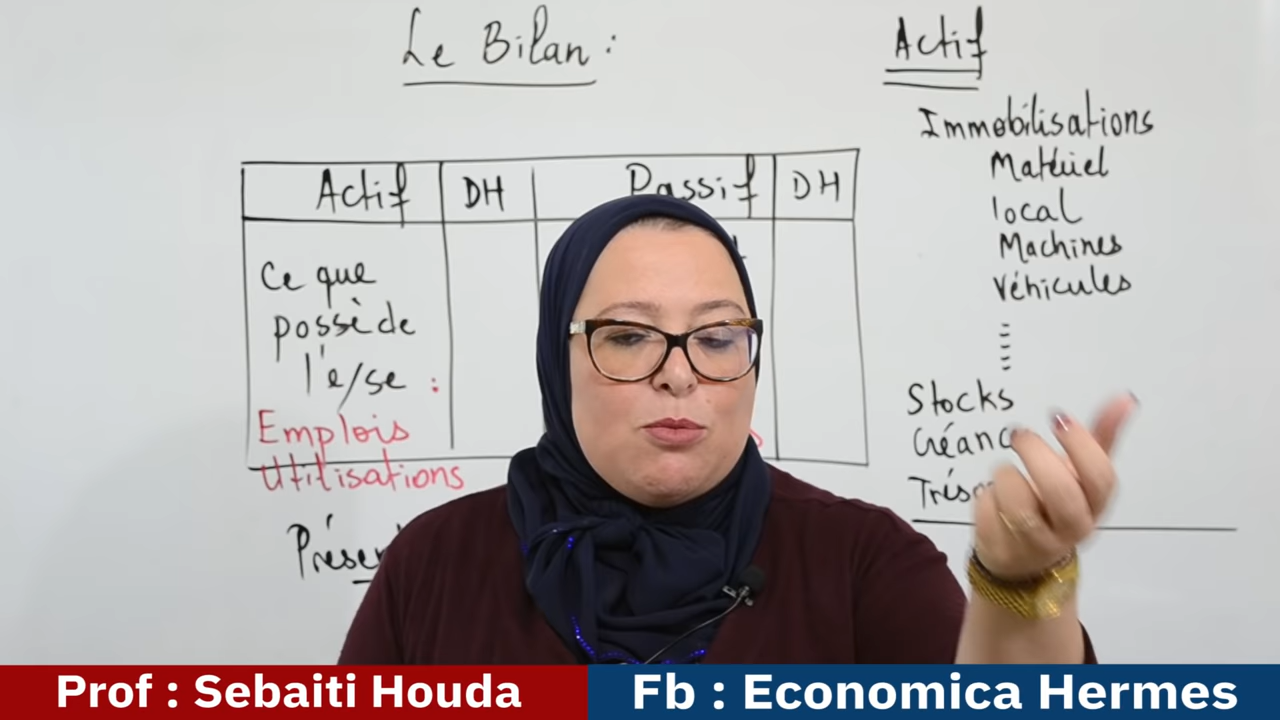 Le Bilan :
Actif
DH
Passif
DH
Ce que
possède
l'e/se :
Emplois
Utilisations
Actif
Immobilisations
Matériel
local
Machines
Véhicules
Stocks
Prof : Sebaiti Houda
Fb : Economica Hermes